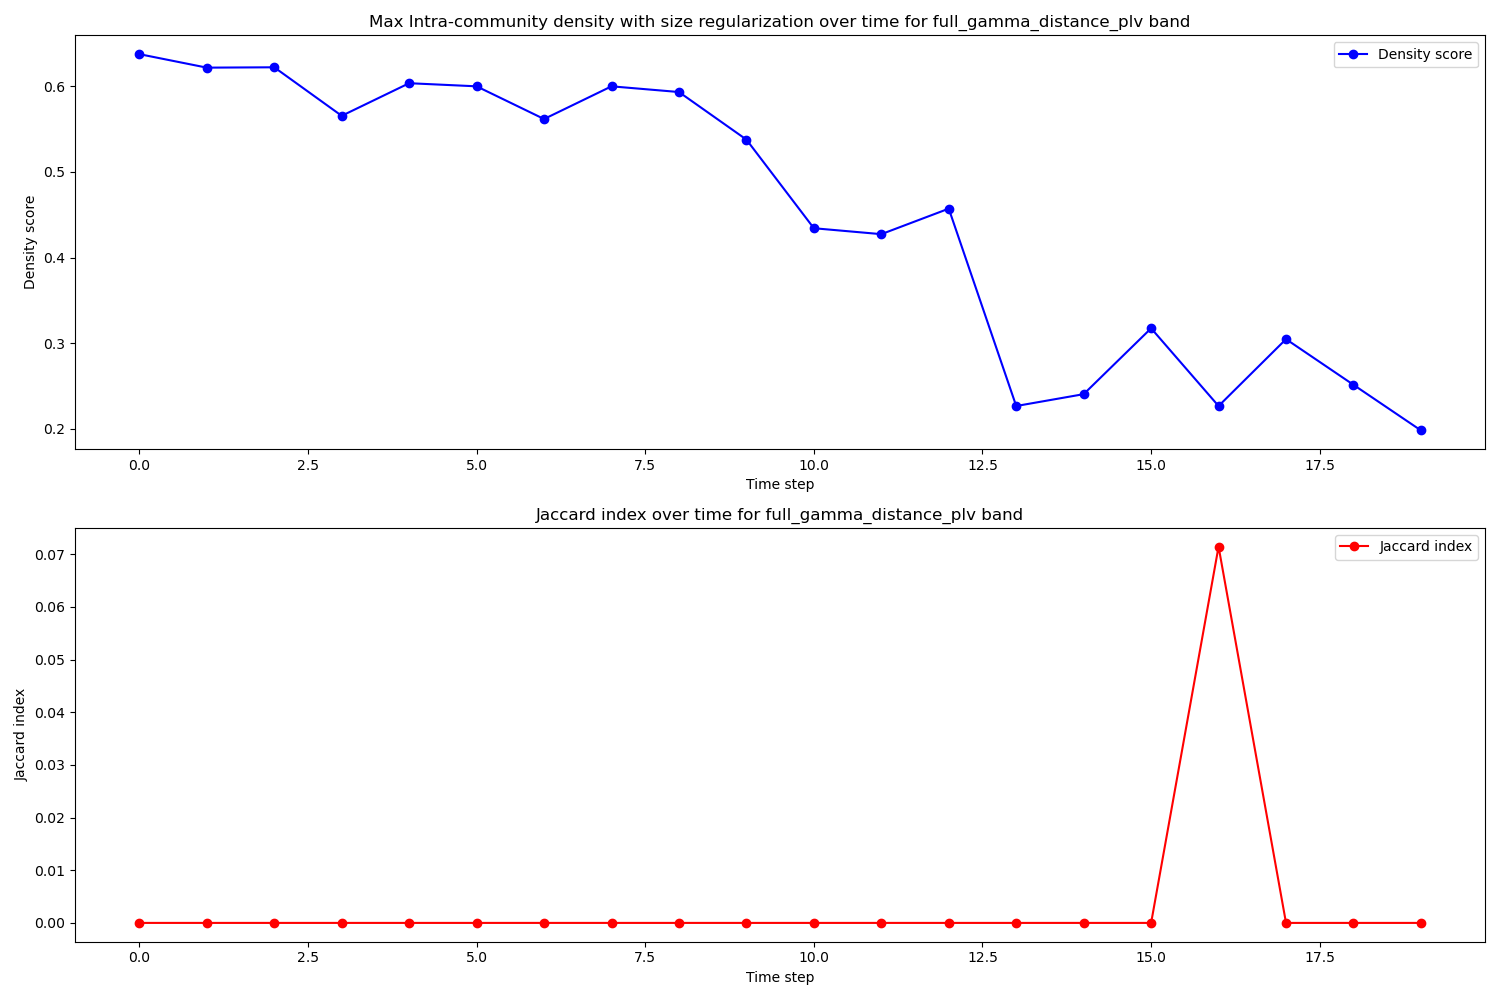 Max Intra-community density with size regularization over time for full_gamma_distance_plv band
Density score
0.6
0.5
0.4
0.3
0.2
Density score
0.0 2.5 5.0 7.5 10.0 12.5 15.0 17.5
Time step
Jaccard index over time for full_gamma_distance_plv band
Jaccard index
0.07
0.06
0.05
0.04
0.03
0.02
0.01
0.00
Jaccard index
0.0 2.5 5.0 7.5 10.0 12.5 15.0 17.5
Time step